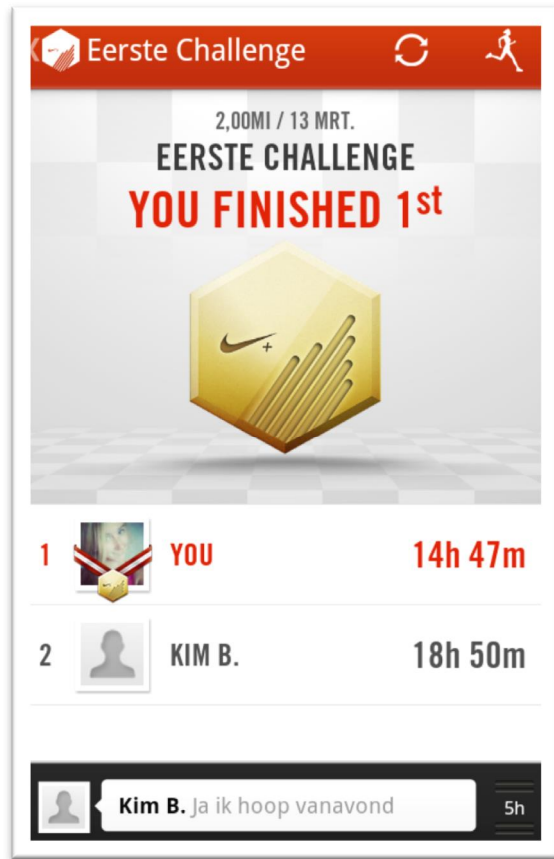 Eerste Challenge
2,00MI / 13 MRT.
EERSTE CHALLENGE
YOU FINISHED 1st
1 YOU 14h 47m
2 KIM B. 18h 50m
Kim B. Ja ik hoop vanavond 5h